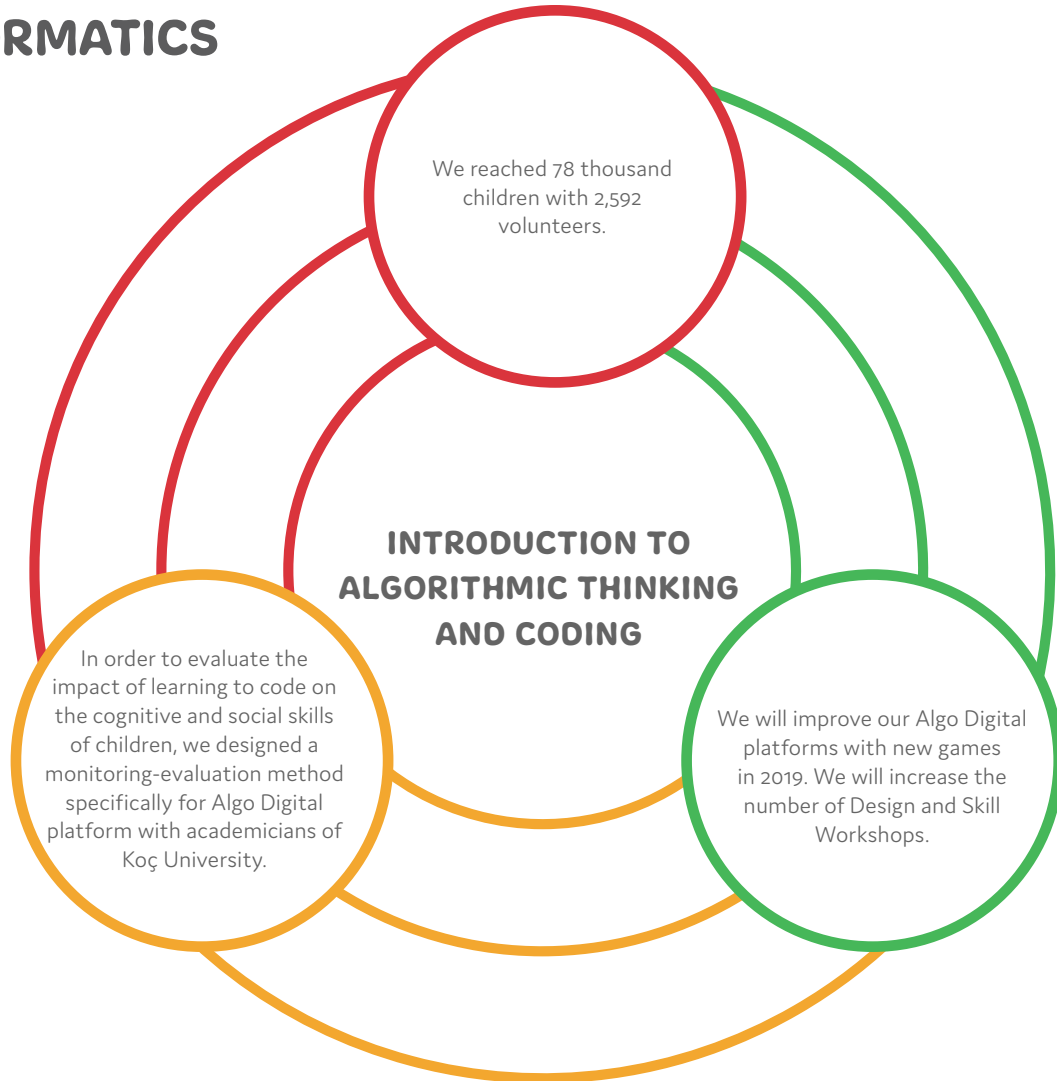 RMATICS
We reached 78 thousand
children with 2,592
volunteers.
INTRODUCTION TO
ALGORITHMIC THINKING
AND CODING
In order to evaluate the
impact of learning to code on
the cognitive and social skills
of children, we designed a
monitoring-evaluation method
specifically for Algo Digital
platform with academicians of
Koç University.
We will improve our Algo Digital
platforms with new games
in 2019. We will increase the
number of Design and Skill
Workshops.